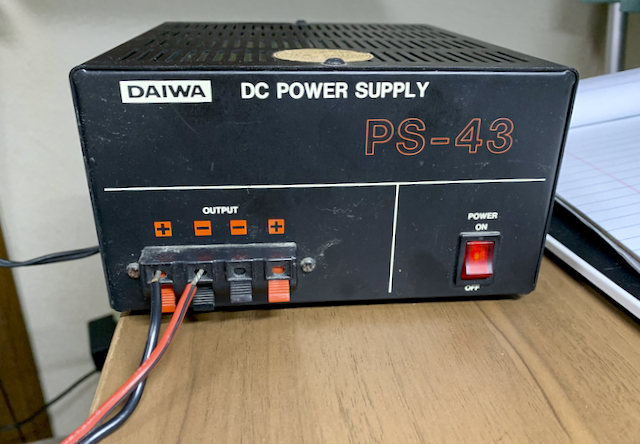 DAIWA DC POWER SUPPLY
PS-43
OUTPUT
+ − − +
POWER
ON
OFF